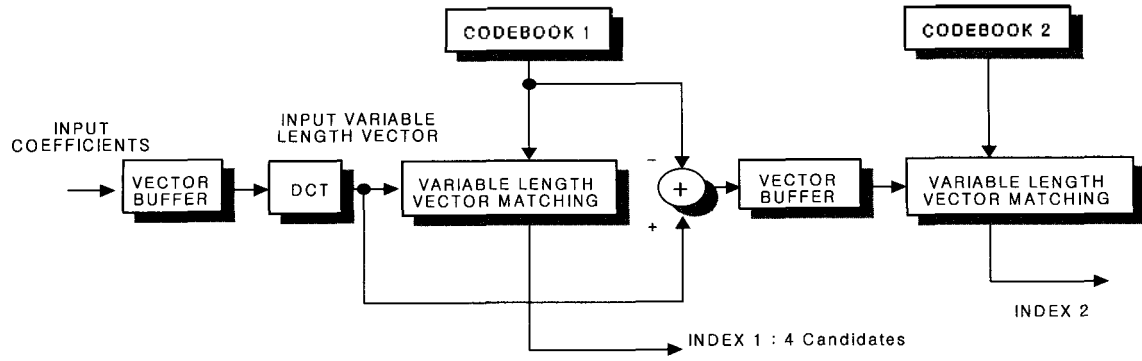 CODEBOOK 1
CODEBOOK 2
INPUT
COEFFICIENTS
INPUT VARIABLE
LENGTH VECTOR
VECTOR
BUFFER
DCT
VARIABLE LENGTH
VECTOR MATCHING
−
+
+
VECTOR
BUFFER
VARIABLE LENGTH
VECTOR MATCHING
INDEX 1 : 4 Candidates
INDEX 2